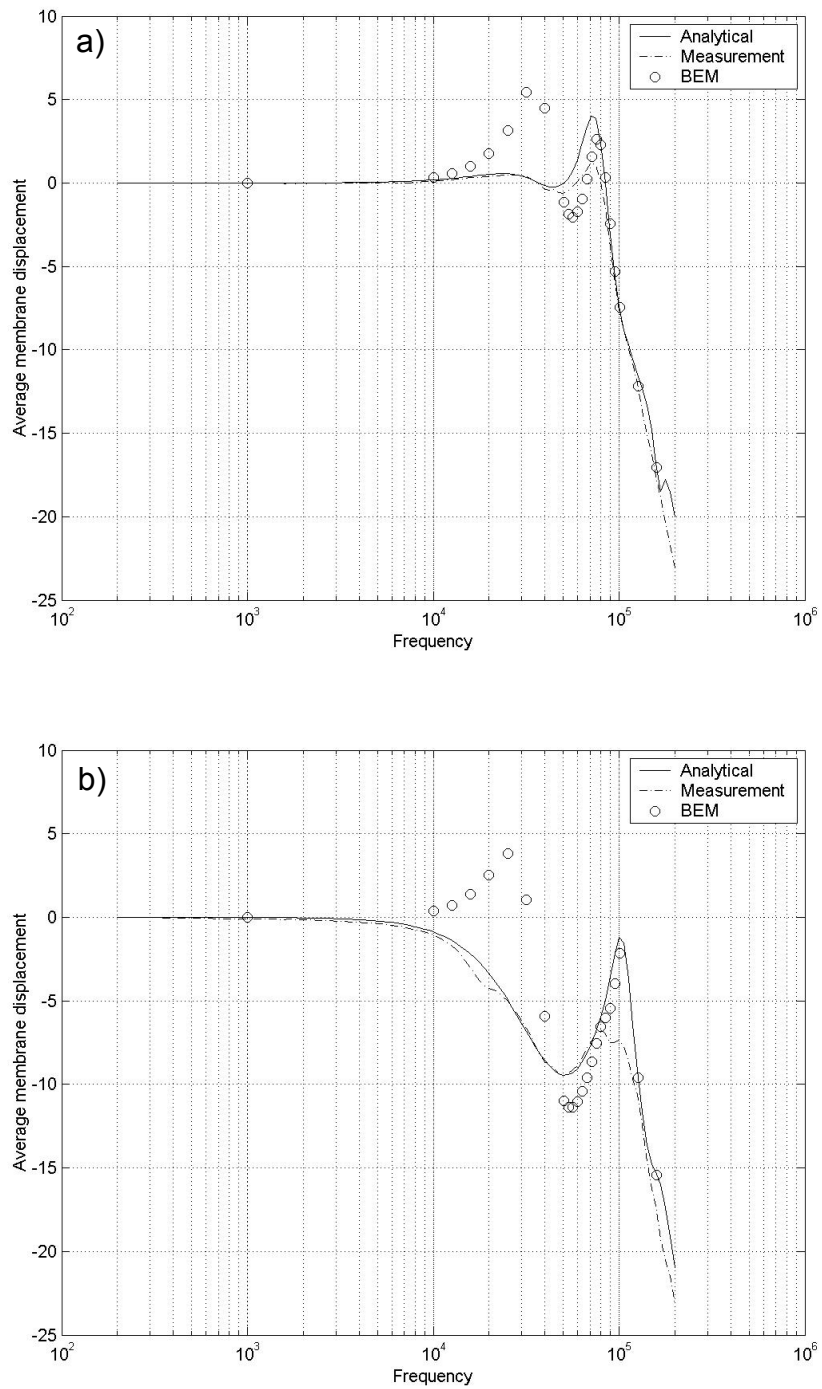 a)
Analytical
Measurement
BEM
10
5
0
-5
-10
-15
-20
-25
Average membrane displacement
10^2
10^3
10^4
10^5
10^6
Frequency
b)
Analytical
Measurement
BEM
10
5
0
-5
-10
-15
-20
-25
Average membrane displacement
10^2
10^3
10^4
10^5
10^6
Frequency